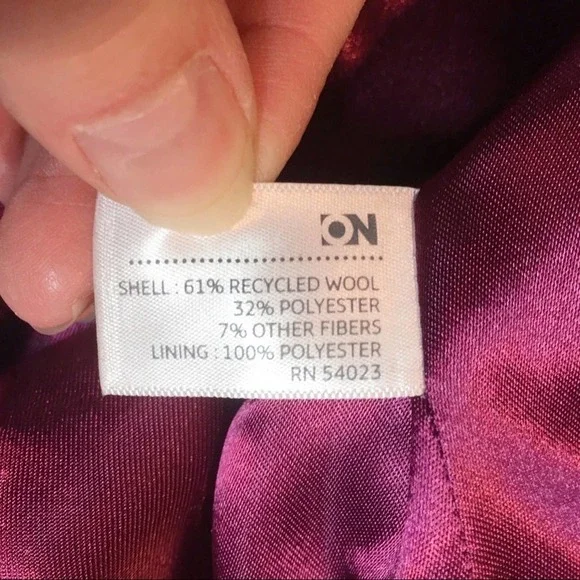 ON
SHELL : 61% RECYCLED WOOL
32% POLYESTER
7% OTHER FIBERS
LINING : 100% POLYESTER
RN 54023